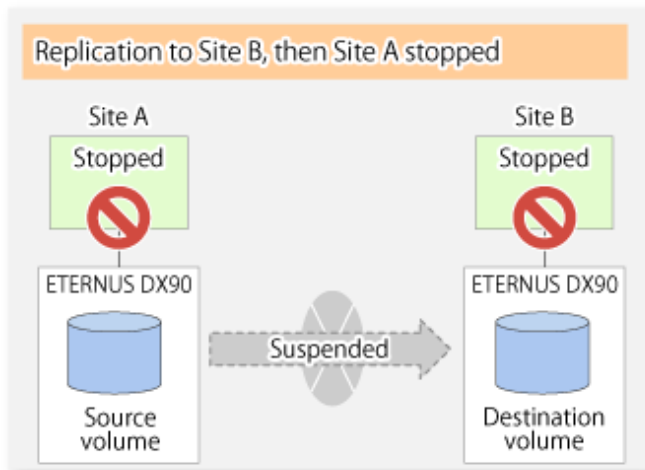 Replication to Site B, then Site A stopped
Site A
Stopped
ETERNUS DX90
Source
volume
Suspended
Site B
Stopped
ETERNUS DX90
Destination
volume